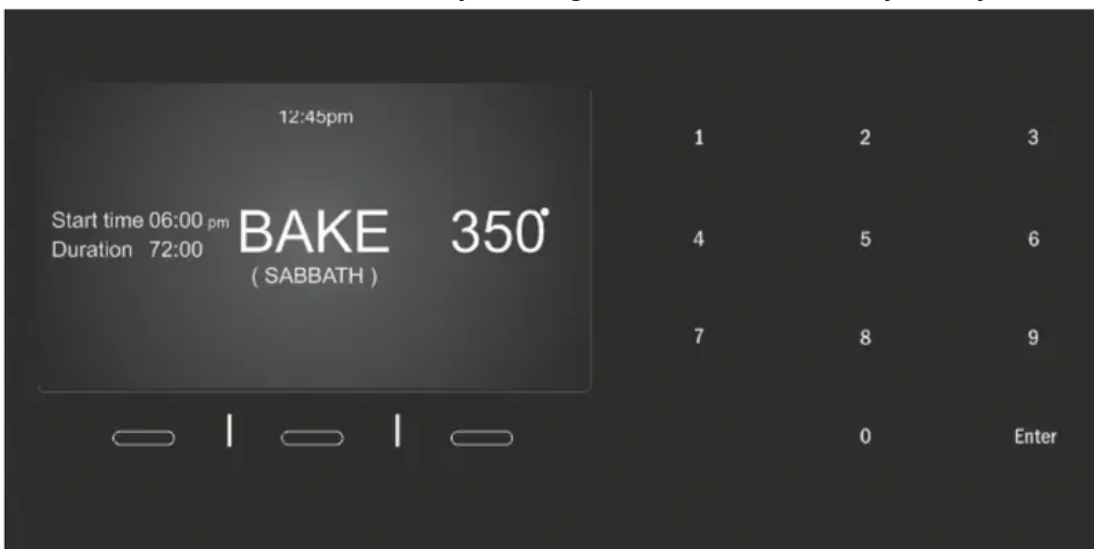 12:45pm
Start time 06:00 pm
Duration 72:00
BAKE
( SABBATH )
350°
1 2 3
4 5 6
7 8 9
0 Enter